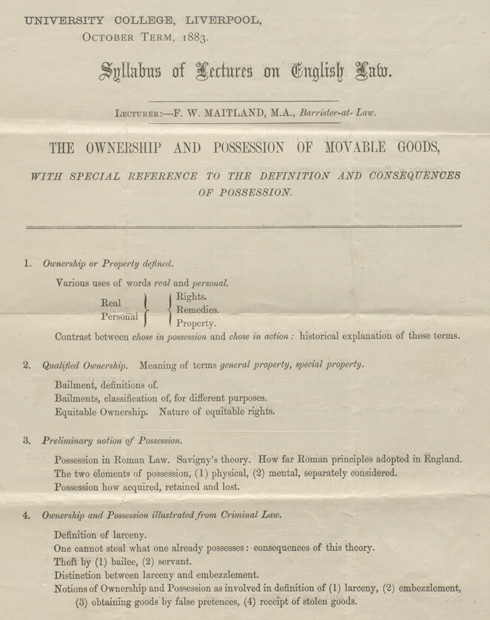 UNIVERSITY COLLEGE, LIVERPOOL,
OCTOBER TERM, 1883.
Syllabus of Lectures on English Law.
LECTURER:—F. W. MAITLAND, M.A., Barrister-at-Law.
THE OWNERSHIP AND POSSESSION OF MOVABLE GOODS,
WITH SPECIAL REFERENCE TO THE DEFINITION AND CONSEQUENCES
OF POSSESSION.
1. Ownership or Property defined.
Various uses of words real and personal.
Real } { Rights.
Personal } { Remedies.
Property.
Contrast between chose in possession and chose in action: historical explanation of these terms.
2. Qualified Ownership. Meaning of terms general property, special property.
Bailment, definitions of.
Bailments, classification of, for different purposes.
Equitable Ownership. Nature of equitable rights.
3. Preliminary notion of Possession.
Possession in Roman Law. Savigny's theory. How far Roman principles adopted in England.
The two elements of possession, (1) physical, (2) mental, separately considered.
Possession how acquired, retained and lost.
4. Ownership and Possession illustrated from Criminal Law.
Definition of larceny.
One cannot steal what one already possesses: consequences of this theory.
Theft by (1) bailee, (2) servant.
Distinction between larceny and embezzlement.
Notions of Ownership and Possession as involved in definition of (1) larceny, (2) embezzlement,
(3) obtaining goods by false pretences, (4) receipt of stolen goods.